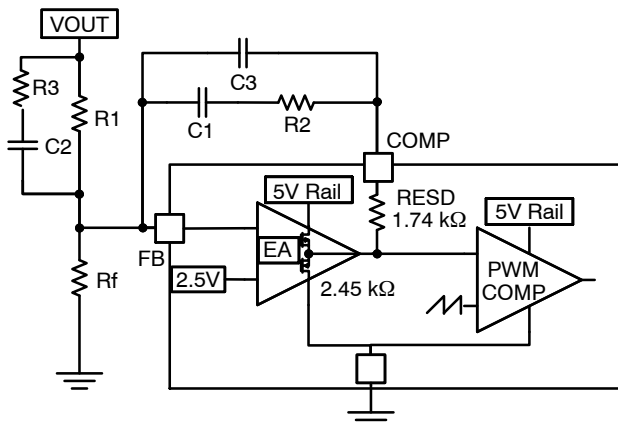 VOUT
R3
R1
C2
C3
C1
R2
COMP
5V Rail
RESD
1.74 kΩ
5V Rail
EA
FB
2.5V
2.45 kΩ
PWM
COMP
Rf